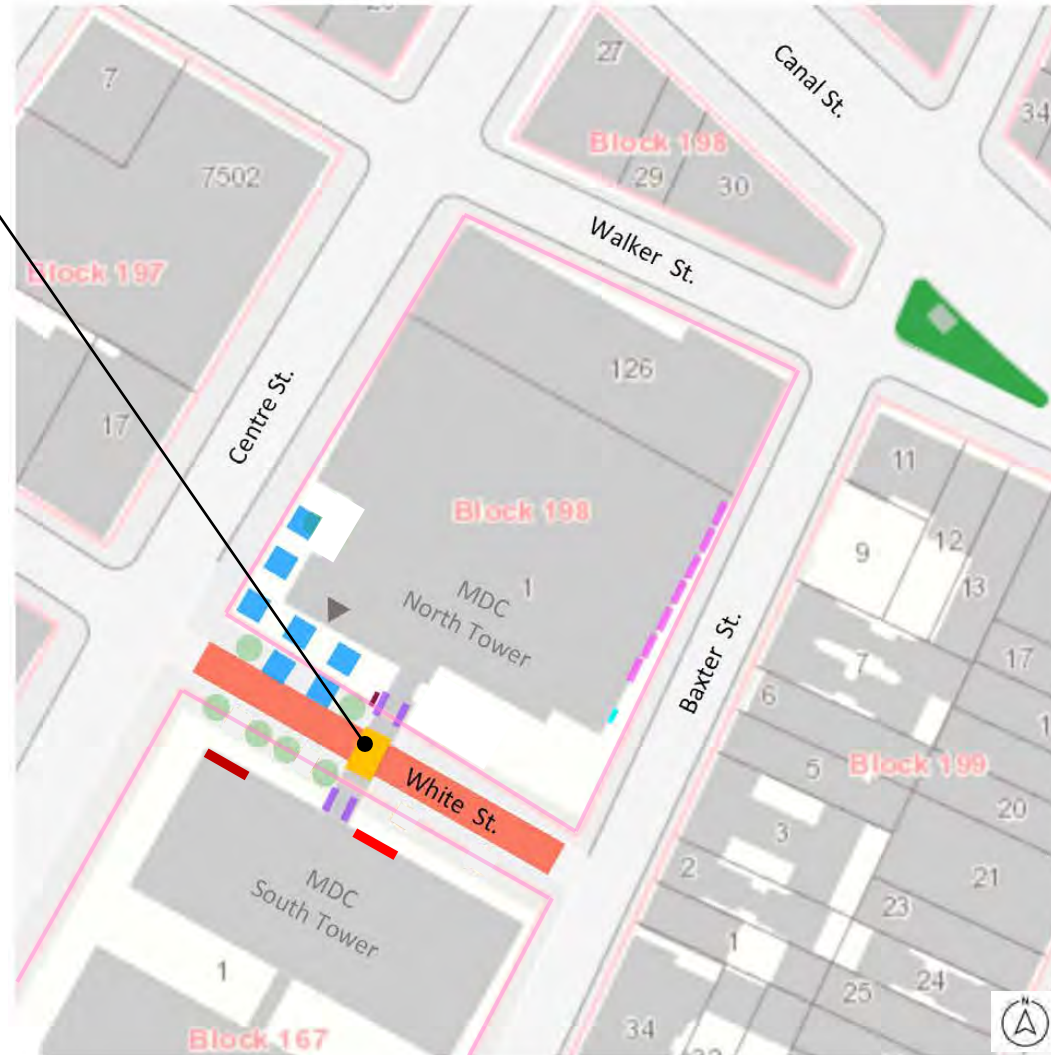 7
27
Canal St.
34
7502
Block 198
29
30
Block 197
Walker St.
126
17
Centre St.
11
Block 198
9
12
13
MDC 1
North Tower
Baxter St.
7
17
6
1
5
Block 199
20
White St.
3
2
21
MDC
South Tower
23
1
1
24
25
34
Block 167
N